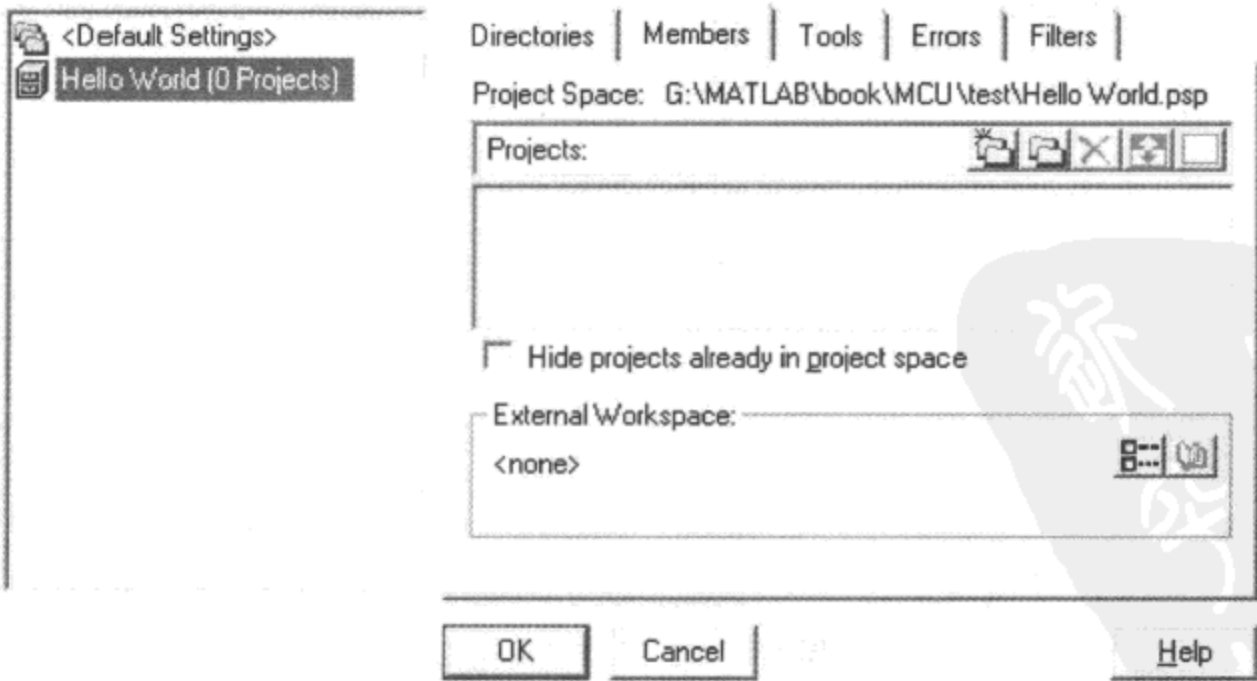 <Default Settings>
Hello World (0 Projects)
Directories
Members
Tools
Errors
Filters
Project Space: G:\MATLAB\book\MCU\test\Hello World.psp
Projects:
Hide projects already in project space
External Workspace:
<none>
OK
Cancel
Help